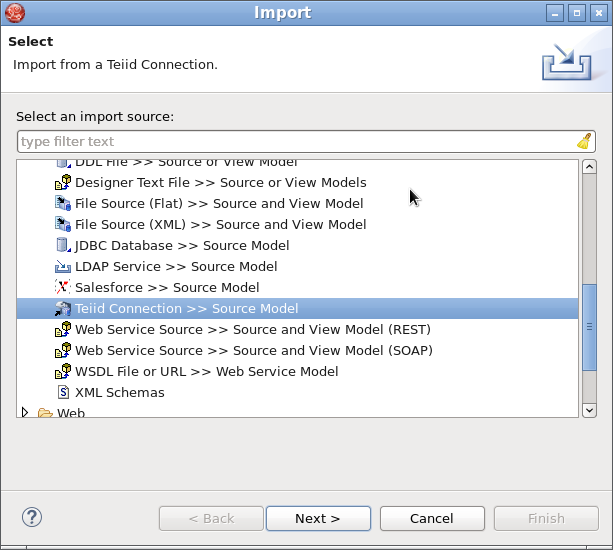 Import
Select
Import from a Teiid Connection.
Select an import source:
type filter text
DDL File >> Source or View Model
Designer Text File >> Source or View Models
File Source (Flat) >> Source and View Model
File Source (XML) >> Source and View Model
JDBC Database >> Source Model
LDAP Service >> Source Model
Salesforce >> Source Model
Teiid Connection >> Source Model
Web Service Source >> Source and View Model (REST)
Web Service Source >> Source and View Model (SOAP)
WSDL File or URL >> Web Service Model
XML Schemas
Web
?
< Back
Next >
Cancel
Finish